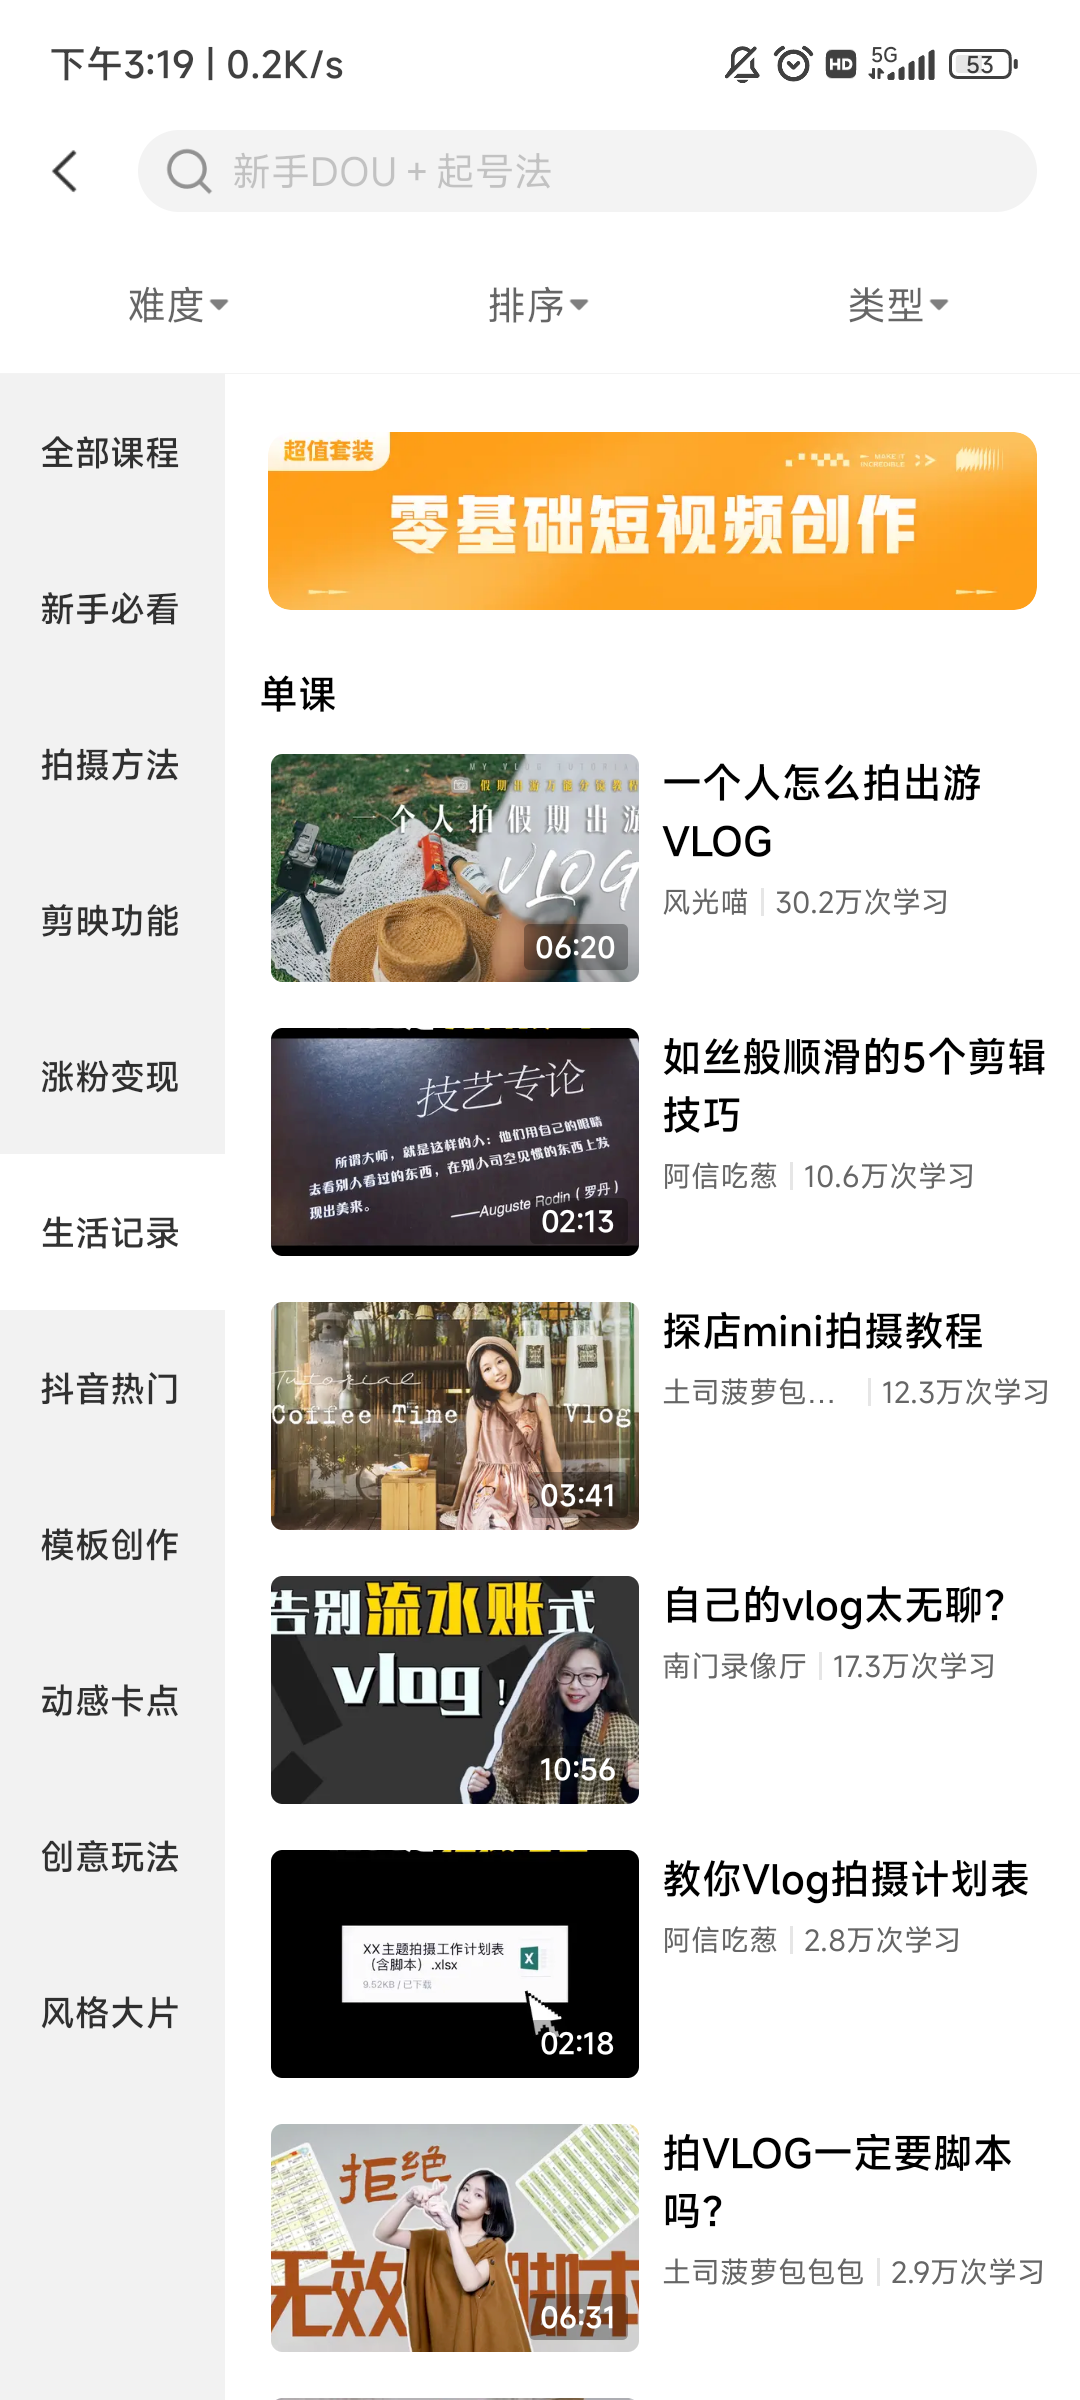 下午3:19 | 0.2K/s
HD
5G
53
新手DOU + 起号法
难度
排序
类型
全部课程
新手必看
拍摄方法
剪映功能
涨粉变现
生活记录
抖音热门
模板创作
动感卡点
创意玩法
风格大片
超值套装
MAKE IT
INCREDIBLE
零基础短视频创作
单课
假期出游万能分论教程
一个人拍假期出游
VLOG
06:20
一个人怎么拍出游
VLOG
风光喵 | 30.2万次学习
技艺专论
所谓大师，就是这样的人：他们用自己的眼睛
去看别人看过的东西，在别人司空见惯的东西上发
现出美来。
——Auguste Rodin（罗丹）
02:13
如丝般顺滑的5个剪辑
技巧
阿信吃葱 | 10.6万次学习
Tutorial
Coffee Time Vlog
03:41
探店mini拍摄教程
土司菠萝包... | 12.3万次学习
告别流水账式
vlog！
10:56
自己的vlog太无聊？
南门录像厅 | 17.3万次学习
XX主题拍摄工作计划表
（含脚本）.xlsx
9.52KB / 已下载
02:18
教你Vlog拍摄计划表
阿信吃葱 | 2.8万次学习
拒绝
无效脚本
06:31
拍VLOG一定要脚本
吗？
土司菠萝包包包 | 2.9万次学习